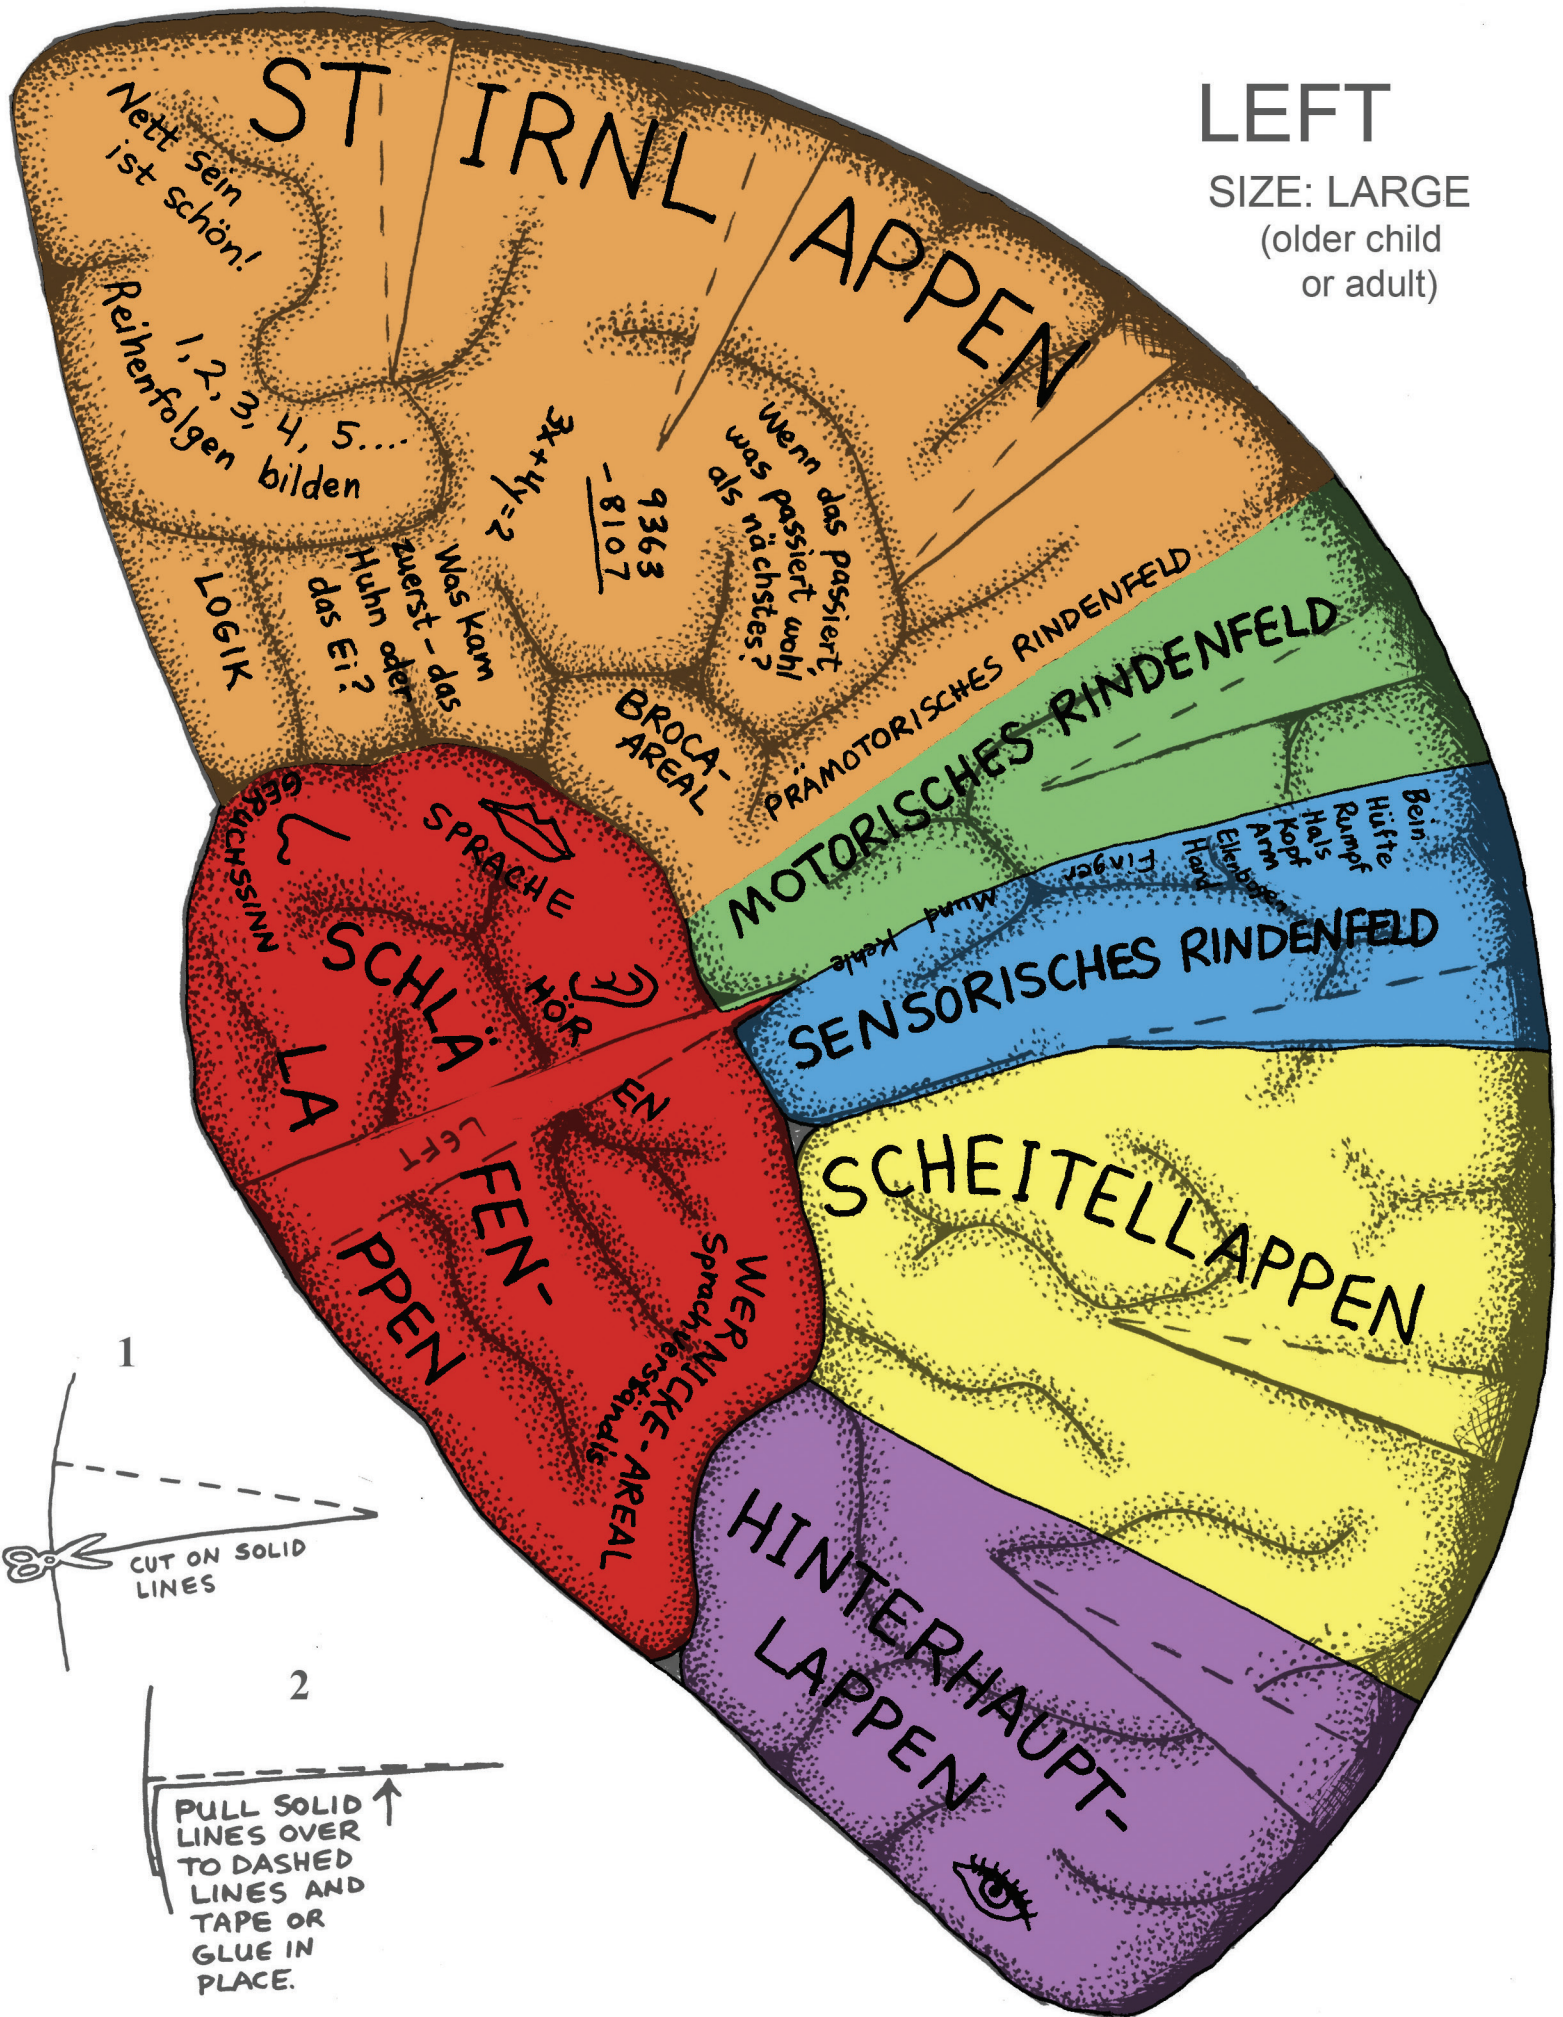 LEFT
SIZE: LARGE
(older child
or adult)
ST IRNL APPEN
Nett sein
ist schön!
1, 2, 3, 4, 5....
Reihenfolgen bilden
LOGIK
Was kam
zuerst - das
Huhn oder
das Ei?
3x+4y=2
9363
- 8107
Wenn das passiert,
was passiert wohl
als nächstes?
BROCA-
AREAL
PRÄMOTORISCHES RINDENFELD
MOTORISCHES RINDENFELD
Bein
Hüfte
Rumpf
Hals
Kopf
Arm
Ellenbogen
Hand
Finger
Mund
Kehle
SENSORISCHES RINDENFELD
GERUCHSSINN
SPRACHE
HÖR
EN
SCHLÄ
FEN-
LA
PPEN
LEFT
WERNICKE-AREAL
Sprachverständis
SCHEITELLAPPEN
HINTERHAUPT-
LAPPEN
1
CUT ON SOLID
LINES
2
PULL SOLID
LINES OVER
TO DASHED
LINES AND
TAPE OR
GLUE IN
PLACE.